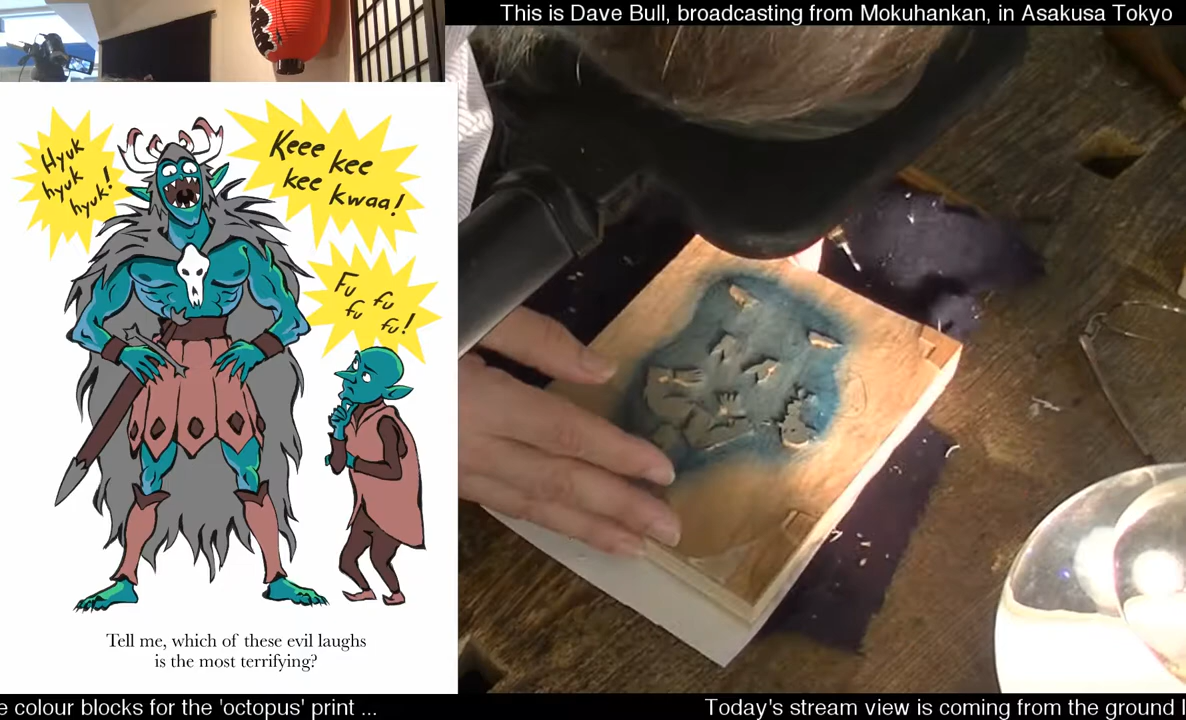 This is Dave Bull, broadcasting from Mokuhankan, in Asakusa Tokyo
Hyuk
hyuk
hyuk!
Keee kee
kee kwaa!
Fu fu
fu fu!
Tell me, which of these evil laughs
is the most terrifying?
e colour blocks for the 'octopus' print ...
Today's stream view is coming from the ground l